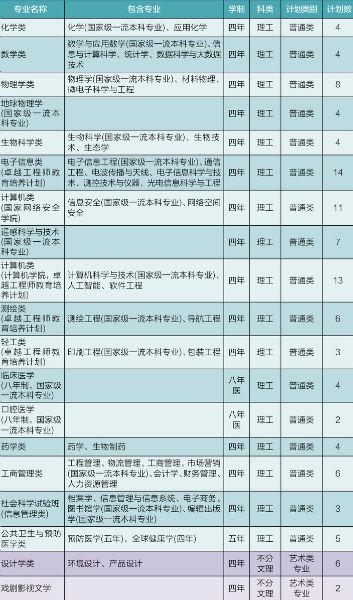 专业名称 包含专业 学制 科类 计划类别 计划数
化学类 化学(国家级一流本科专业)、应用化学 四年 理工 普通类 4
数学类 数学与应用数学(国家级一流本科专业)、信息与计算科学、统计学、数据科学与大数据技术 四年 理工 普通类 4
物理学类 物理学(国家级一流本科专业)、材料物理、微电子科学与工程 四年 理工 普通类 8
地球物理学
(国家级一流本科专业) 四年 理工 普通类 4
生物科学类 生物科学(国家级一流本科专业)、生物技术、生态学 四年 理工 普通类 4
电子信息类
(卓越工程师教育培养计划) 电子信息工程(国家级一流本科专业)、通信工程、电波传播与天线、电子信息科学与技术、测控技术与仪器、光电信息科学与工程 四年 理工 普通类 14
计算机类
(国家网络安全学院) 信息安全(国家级一流本科专业)、网络空间安全 四年 理工 普通类 11
遥感科学与技术
(国家级一流本科专业) 四年 理工 普通类 7
计算机类
(计算机学院，卓越工程师教育培养计划) 计算机科学与技术(国家级一流本科专业)、人工智能、软件工程 四年 理工 普通类 13
测绘类
(卓越工程师教育培养计划) 测绘工程(国家级一流本科专业)、导航工程 四年 理工 普通类 6
轻工类
(卓越工程师教育培养计划) 印刷工程(国家级一流本科专业)、包装工程 四年 理工 普通类 3
临床医学
(八年制，国家级一流本科专业) 八年医 理工 普通类 4
口腔医学
(八年制，国家级一流本科专业) 八年医 理工 普通类 2
药学类 药学、生物制药 四年 理工 普通类 4
工商管理类 工程管理、物流管理、工商管理、市场营销(国家级一流本科专业)、会计学、财务管理、人力资源管理 四年 理工 普通类 6
社会科学试验班
(信息管理类) 档案学、信息管理与信息系统、电子商务、图书馆学(国家级一流本科专业)、编辑出版学(国家级一流本科专业) 四年 理工 普通类 3
公共卫生与预防医学类 预防医学(五年)、全球健康学(四年) 五年 理工 普通类 5
设计学类 环境设计、产品设计 四年 不分文理 艺术类专业 6
戏剧影视文学 四年 不分文理 艺术类专业 2